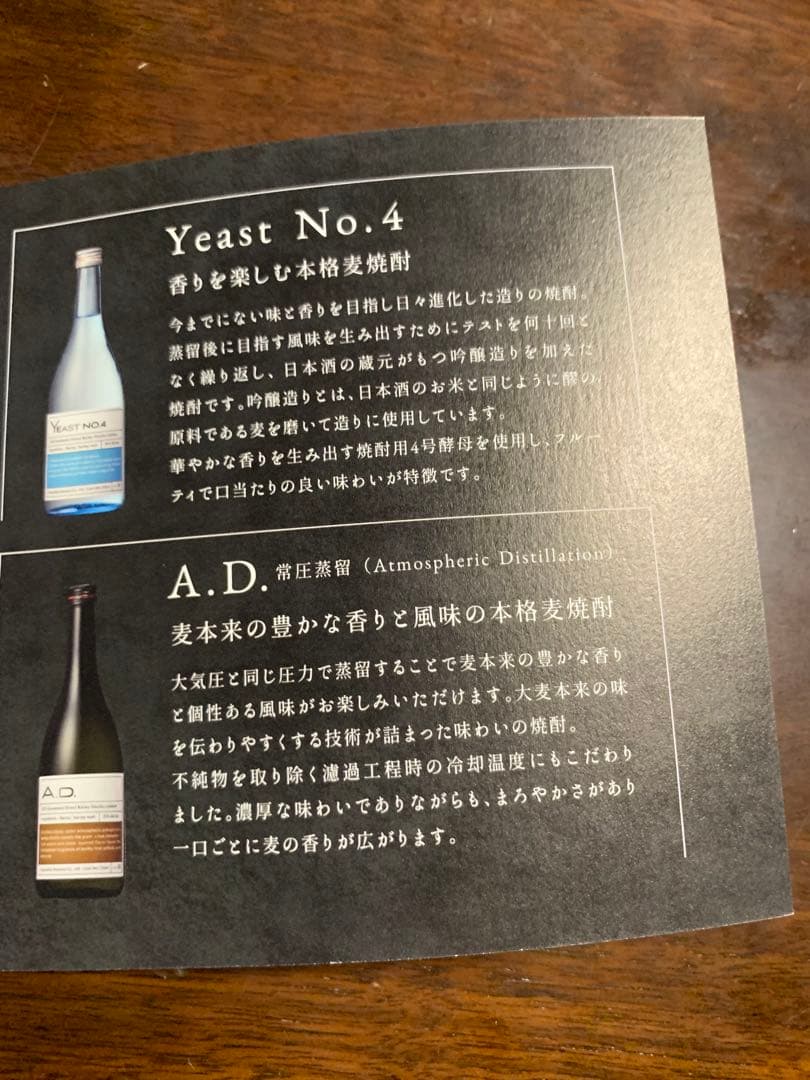 Yeast No.4
香りを楽しむ本格麦焼酎
今までにない味と香りを目指し日々進化した造りの焼酎。
蒸留後に目指す風味を生み出すためにテストを何十回と
なく繰り返し、日本酒の蔵元がもつ吟醸造りを加えた
焼酎です。吟醸造りとは、日本酒のお米と同じように醪の
原料である麦を磨いて造りに使用しています。
華やかな香りを生み出す焼酎用4号酵母を使用し、フルー
ティで口当たりの良い味わいが特徴です。
YEAST NO.4
A.D. 常圧蒸留（Atmospheric Distillation）
麦本来の豊かな香りと風味の本格麦焼酎
大気圧と同じ圧力で蒸留することで麦本来の豊かな香り
と個性ある風味がお楽しみいただけます。大麦本来の味
を伝わりやすくする技術が詰まった味わいの焼酎。
不純物を取り除く濾過工程時の冷却温度にもこだわり
ました。濃厚な味わいでありながらも、まろやかさがあり
一口ごとに麦の香りが広がります。
A.D.